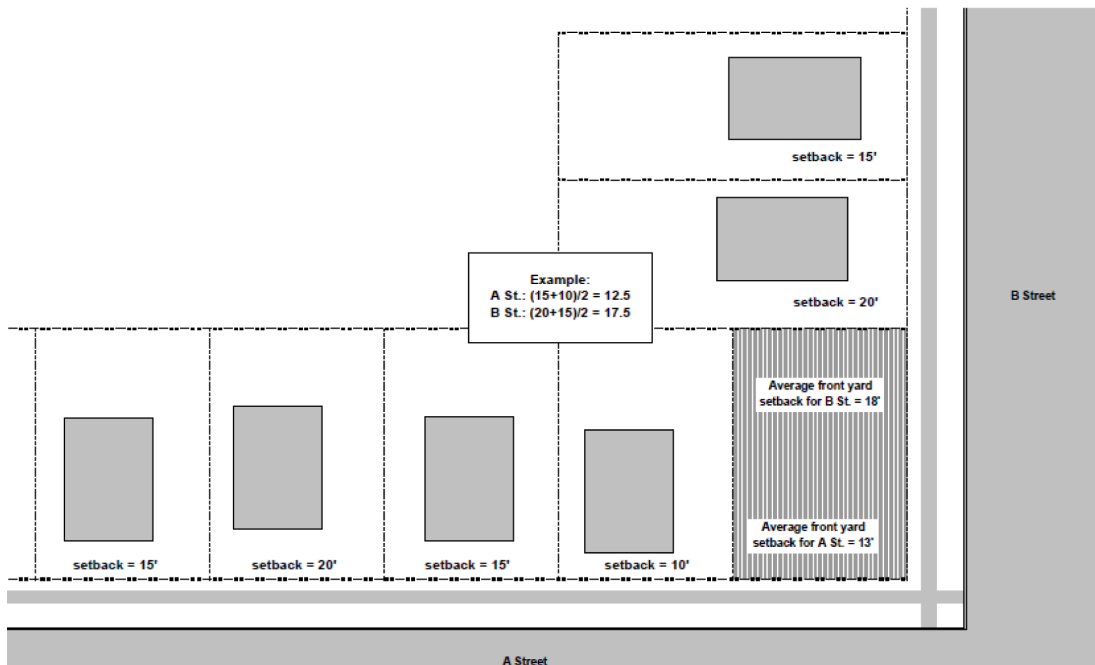 setback = 15'
setback = 20'
Example:
A St.: (15+10)/2 = 12.5
B St.: (20+15)/2 = 17.5
B Street
Average front yard
setback for B St. = 18'
Average front yard
setback for A St. = 13'
setback = 15'
setback = 20'
setback = 15'
setback = 10'
A Street